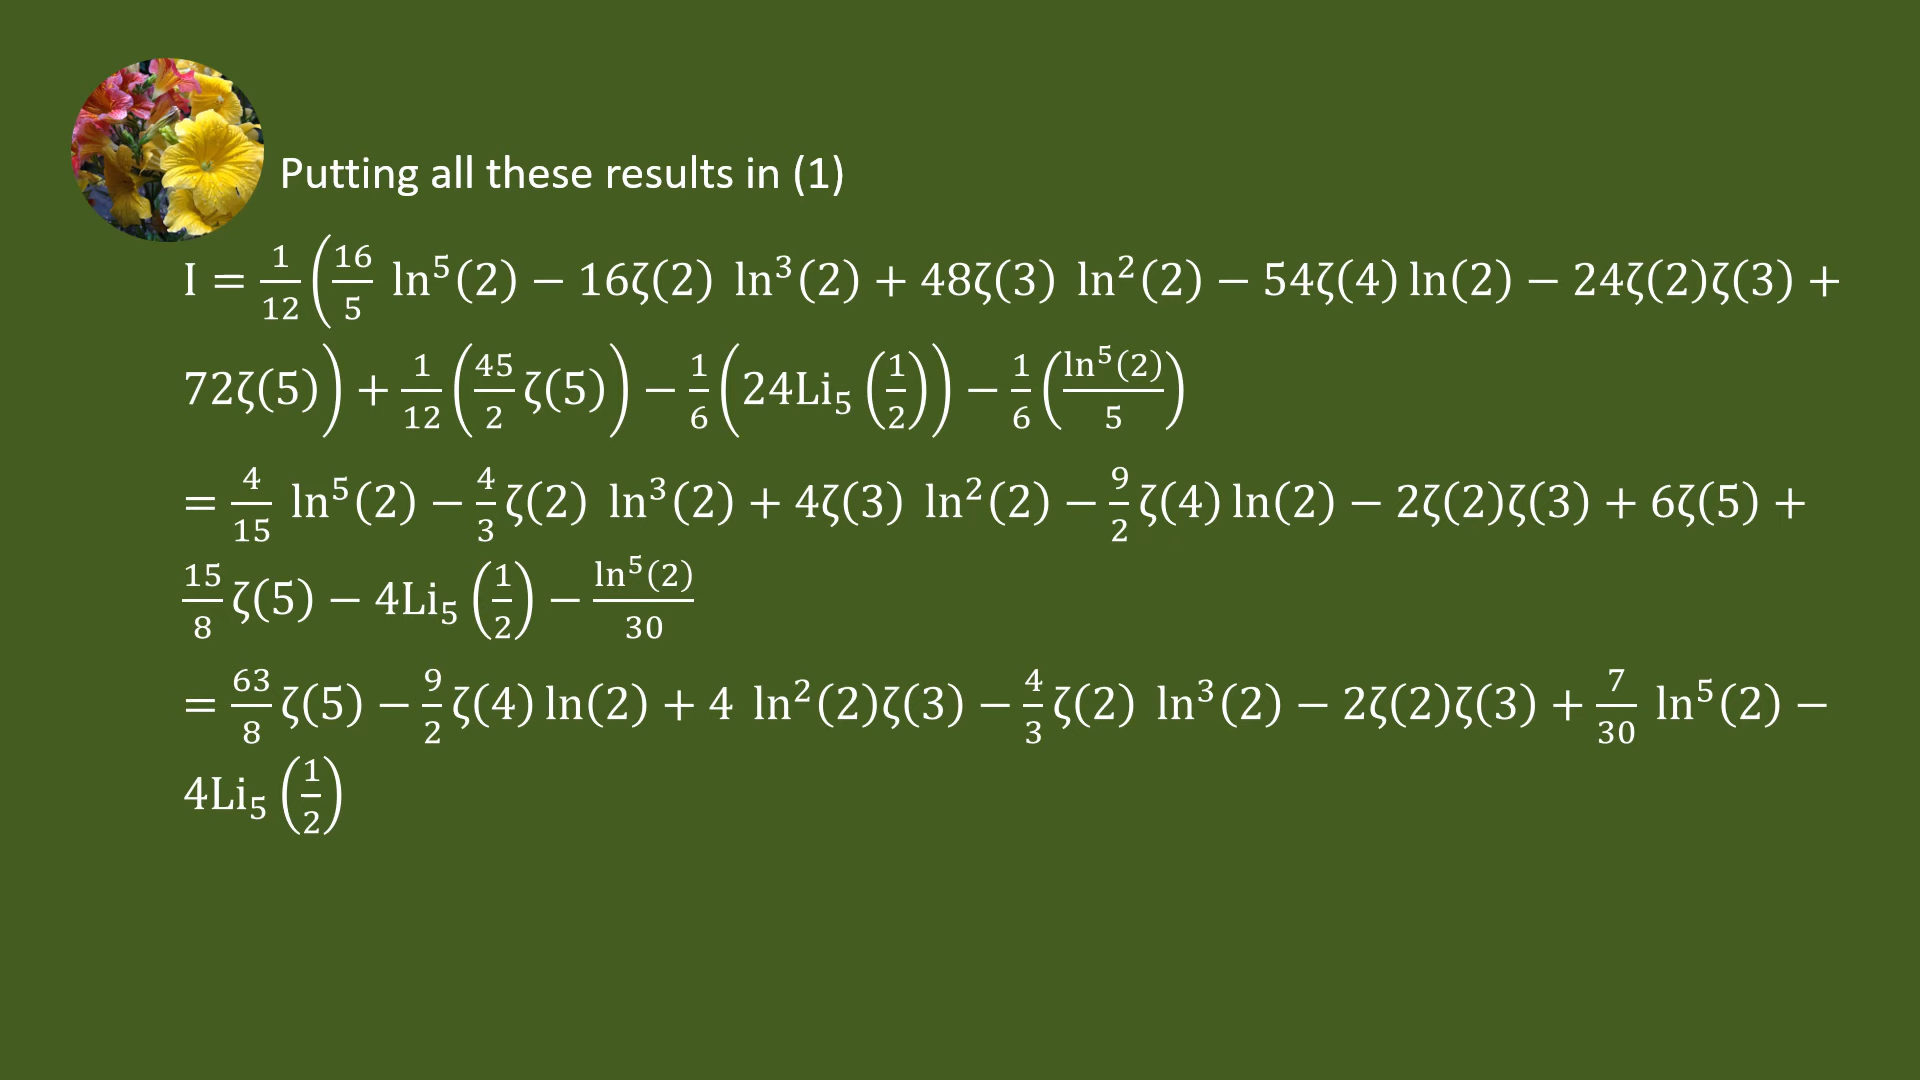 Putting all these results in (1)
I = 1/12 (16/5 ln⁵(2) − 16ζ(2) ln³(2) + 48ζ(3) ln²(2) − 54ζ(4) ln(2) − 24ζ(2)ζ(3) +
72ζ(5)) + 1/12 (45/2 ζ(5)) − 1/6 (24Li₅ (1/2)) − 1/6 (ln⁵(2)/5)
= 4/15 ln⁵(2) − 4/3 ζ(2) ln³(2) + 4ζ(3) ln²(2) − 9/2 ζ(4) ln(2) − 2ζ(2)ζ(3) + 6ζ(5) +
15/8 ζ(5) − 4Li₅ (1/2) − ln⁵(2)/30
= 63/8 ζ(5) − 9/2 ζ(4) ln(2) + 4 ln²(2)ζ(3) − 4/3 ζ(2) ln³(2) − 2ζ(2)ζ(3) + 7/30 ln⁵(2) −
4Li₅ (1/2)